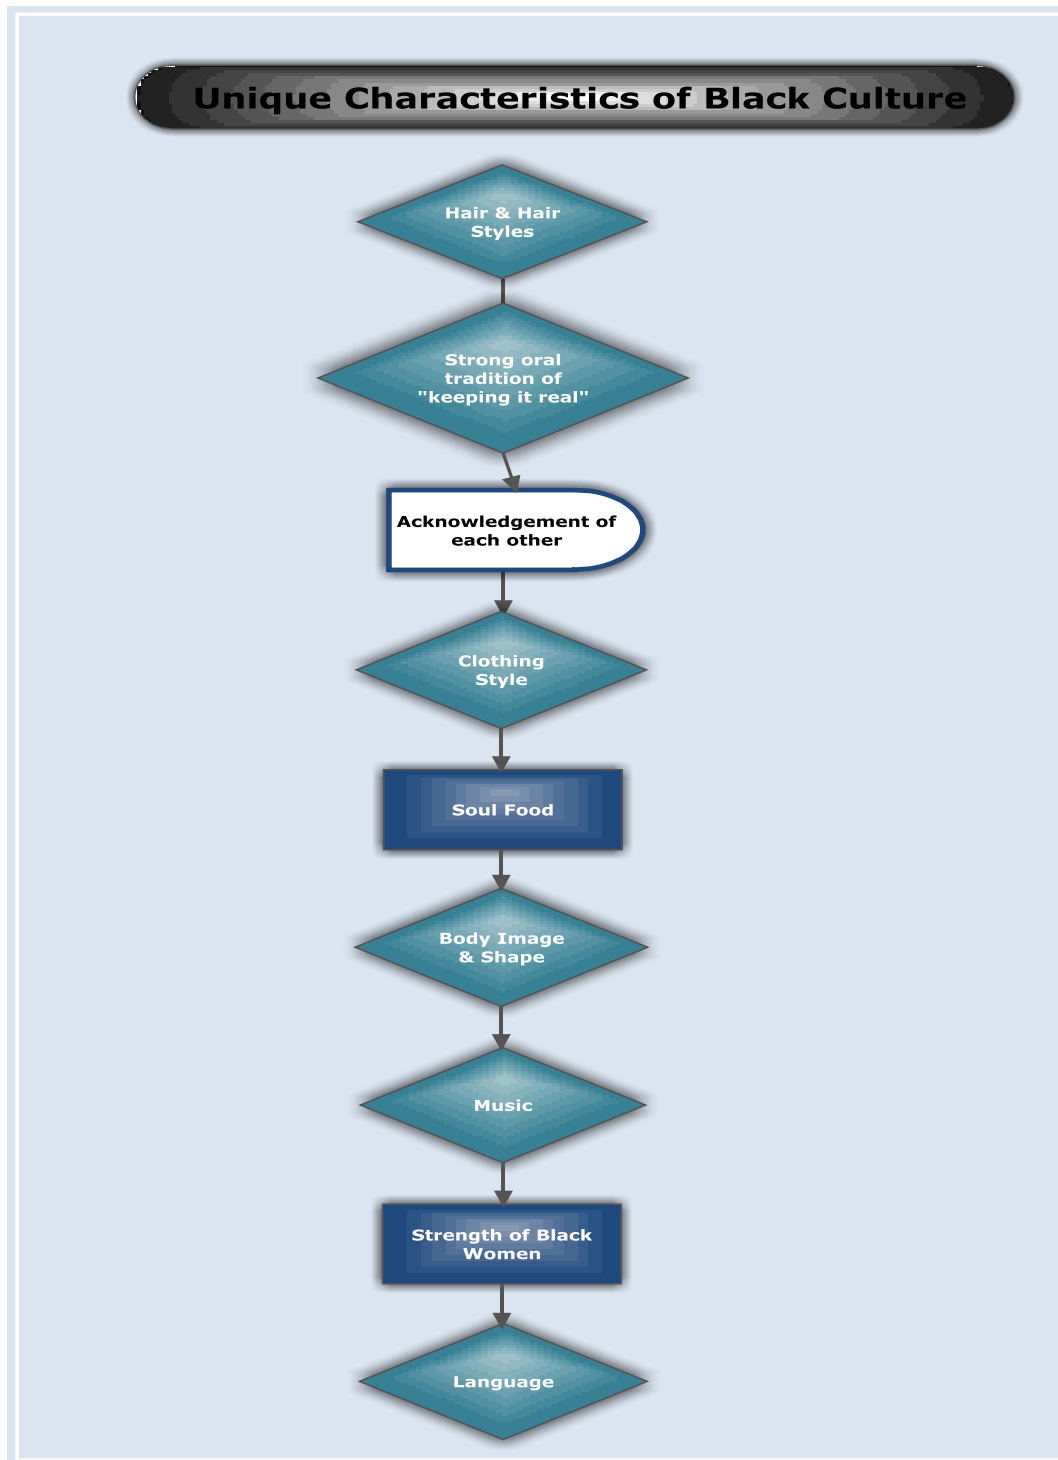 Unique Characteristics of Black Culture
Hair & Hair
Styles
Strong oral
tradition of
"keeping it real"
Acknowledgement of
each other
Clothing
Style
Soul Food
Body Image
& Shape
Music
Strength of Black
Women
Language